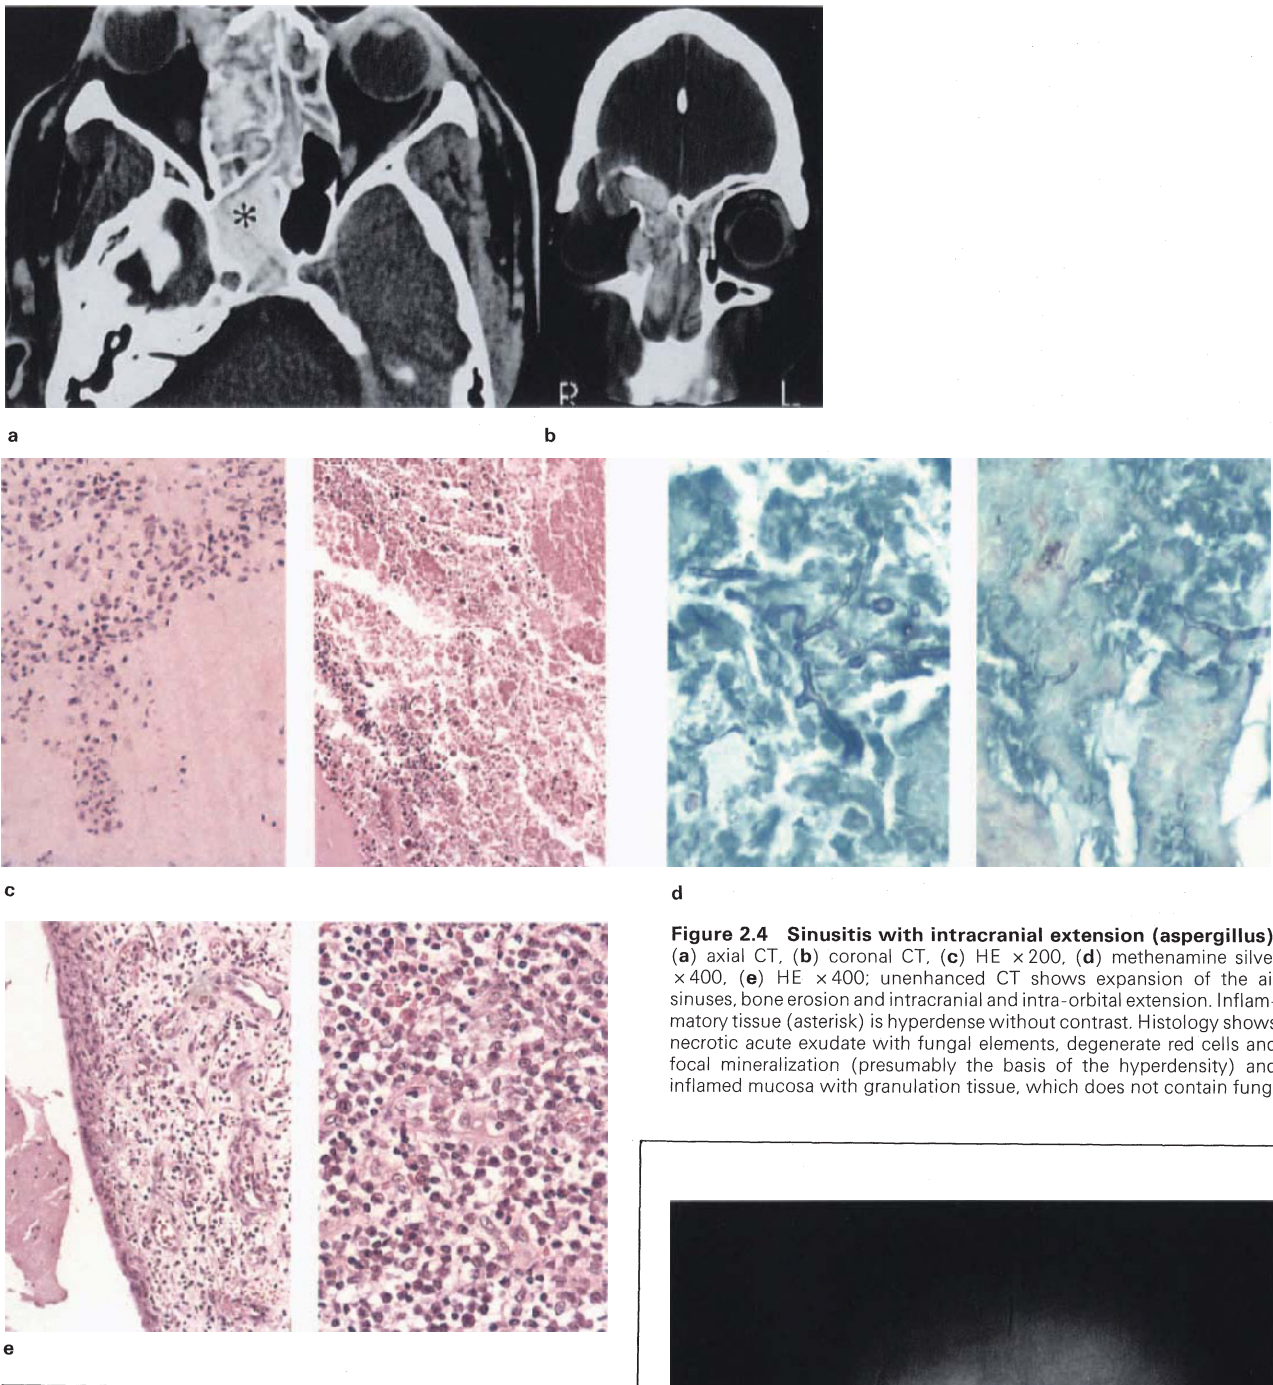 *
R
L
a
b
c
d
Figure 2.4 Sinusitis with intracranial extension (aspergillus)
(a) axial CT, (b) coronal CT, (c) HE ×200, (d) methenamine silve
×400, (e) HE ×400; unenhanced CT shows expansion of the ai
sinuses, bone erosion and intracranial and intra-orbital extension. Inflam-
matory tissue (asterisk) is hyperdense without contrast. Histology shows
necrotic acute exudate with fungal elements, degenerate red cells and
focal mineralization (presumably the basis of the hyperdensity) and
inflamed mucosa with granulation tissue, which does not contain fung
e